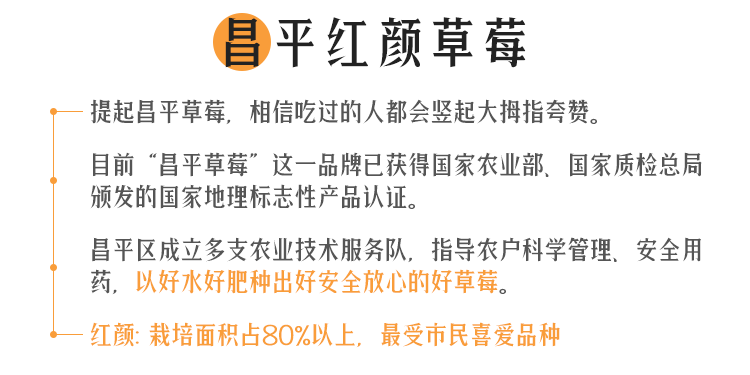 昌平红颜草莓
提起昌平草莓，相信吃过的人都会竖起大拇指夸赞。
目前“昌平草莓”这一品牌已获得国家农业部、国家质检总局
颁发的国家地理标志性产品认证。
昌平区成立多支农业技术服务队，指导农户科学管理、安全用
药，以好水好肥种出好安全放心的好草莓。
红颜: 栽培面积占80%以上，最受市民喜爱品种